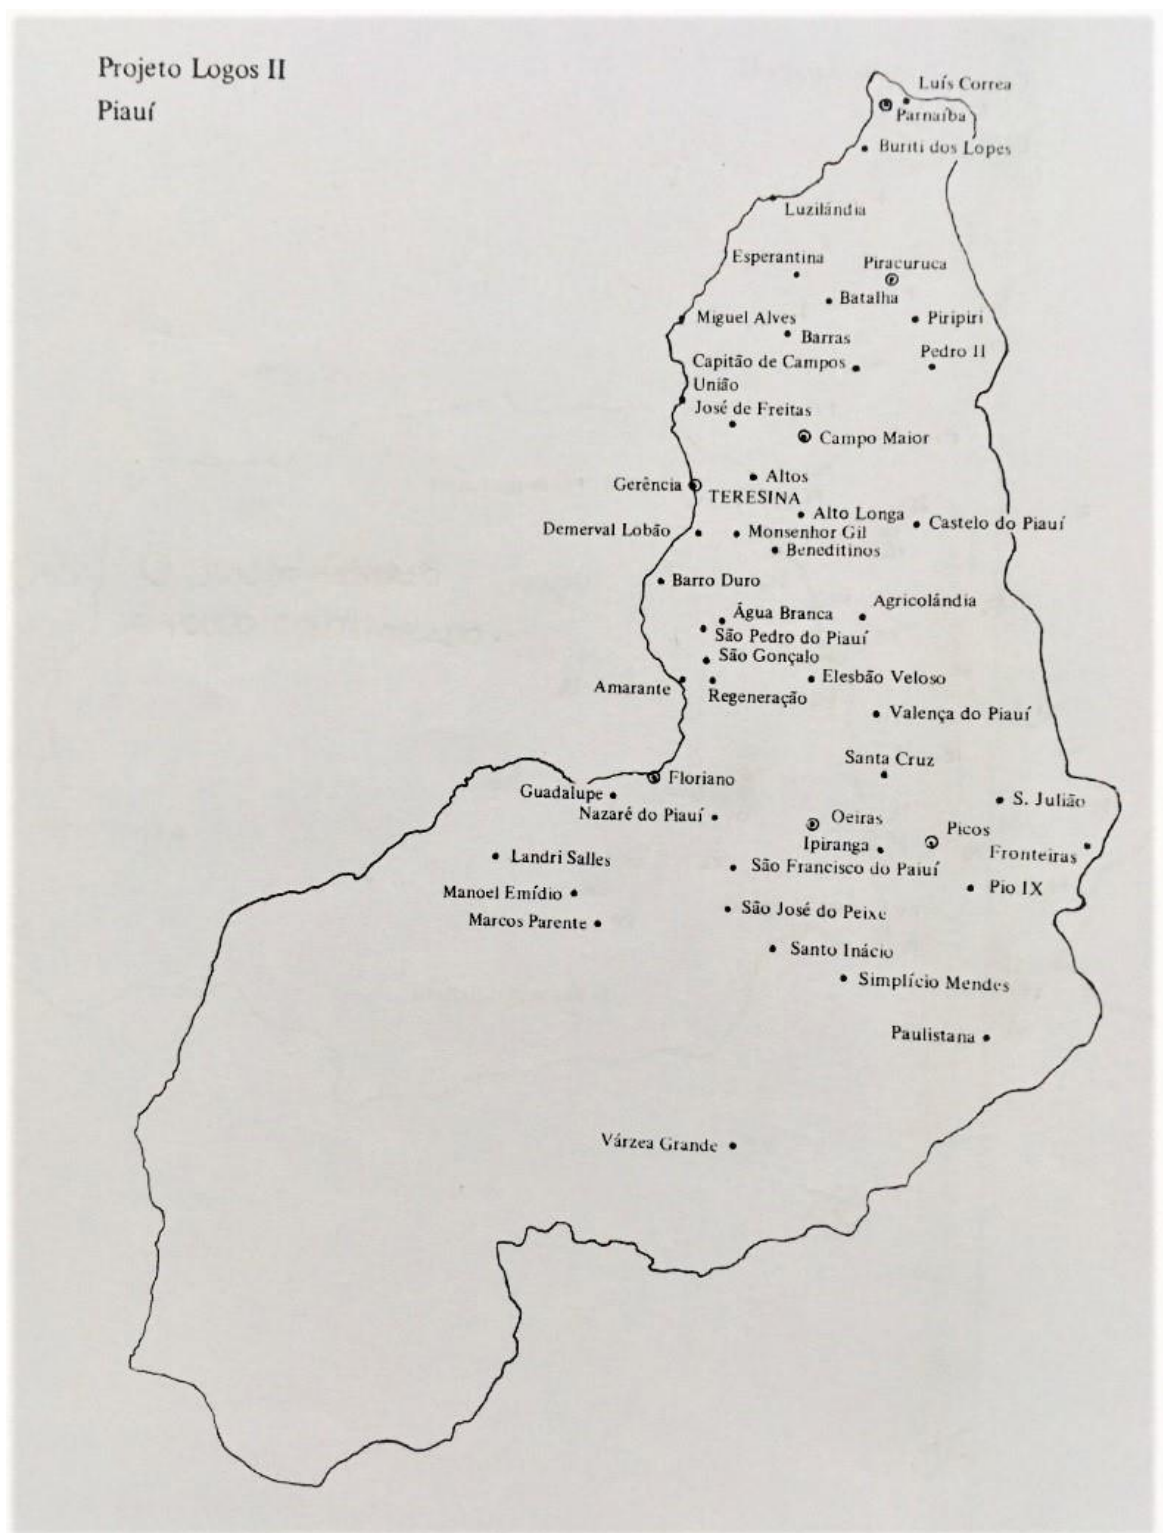 Projeto Logos II
Piauí
Luís Correa
Parnaíba
Buriti dos Lopes
Luzilándia
Esperantina
Piracuruca
Batalha
Miguel Alves
Piripiri
Barras
Pedro II
Capitão de Campos
União
José de Freitas
Campo Maior
Altos
Gerência
TERESINA
Alto Longa
Castelo do Piauí
Demerval Lobão
Monsenhor Gil
Beneditinos
Barro Duro
Agricolândia
Água Branca
São Pedro do Piauí
São Gonçalo
Elesbão Veloso
Amarante
Regeneração
Valença do Piauí
Santa Cruz
Floriano
Guadalupe
S. Julião
Nazaré do Piauí
Oeiras
Picos
Ipiranga
Fronteiras
Landri Salles
São Francisco do Paiuí
Pio IX
Manoel Emídio
São José do Peixe
Marcos Parente
Santo Inácio
Simplício Mendes
Paulistana
Várzea Grande